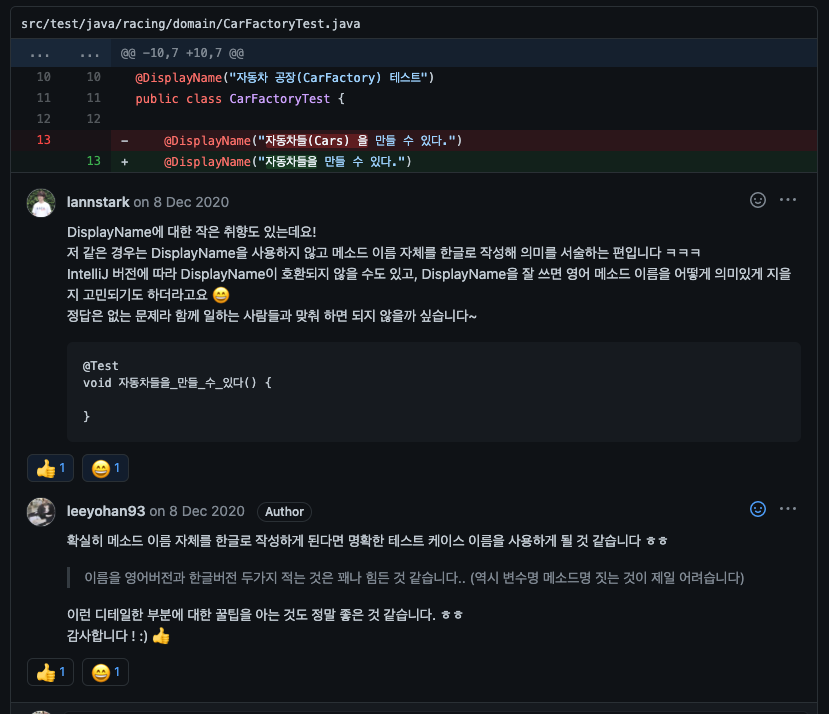 src/test/java/racing/domain/CarFactoryTest.java
... ... @@ -10,7 +10,7 @@
10 10 @DisplayName("자동차 공장(CarFactory) 테스트")
11 11 public class CarFactoryTest {
12 12
13 - @DisplayName("자동차들(Cars) 을 만들 수 있다.")
13 + @DisplayName("자동차들을 만들 수 있다.")
lannstark on 8 Dec 2020
DisplayName에 대한 작은 취향도 있는데요!
저 같은 경우는 DisplayName을 사용하지 않고 메소드 이름 자체를 한글로 작성해 의미를 서술하는 편입니다 ㅋㅋㅋ
IntelliJ 버전에 따라 DisplayName이 호환되지 않을 수도 있고, DisplayName을 잘 쓰면 영어 메소드 이름을 어떻게 의미있게 지을
지 고민되기도 하더라고요 😄
정답은 없는 문제라 함께 일하는 사람들과 맞춰 하면 되지 않을까 싶습니다~
@Test
void 자동차들을_만들_수_있다() {
}
👍 1 😄 1
leeyohan93 on 8 Dec 2020 Author
확실히 메소드 이름 자체를 한글로 작성하게 된다면 명확한 테스트 케이스 이름을 사용하게 될 것 같습니다 ㅎㅎ
이름을 영어버전과 한글버전 두가지 적는 것은 꽤나 힘든 것 같습니다.. (역시 변수명 메소드명 짓는 것이 제일 어려습니다)
이런 디테일한 부분에 대한 꿀팁을 아는 것도 정말 좋은 것 같습니다. ㅎㅎ
감사합니다 ! :) 👍
👍 1 😄 1